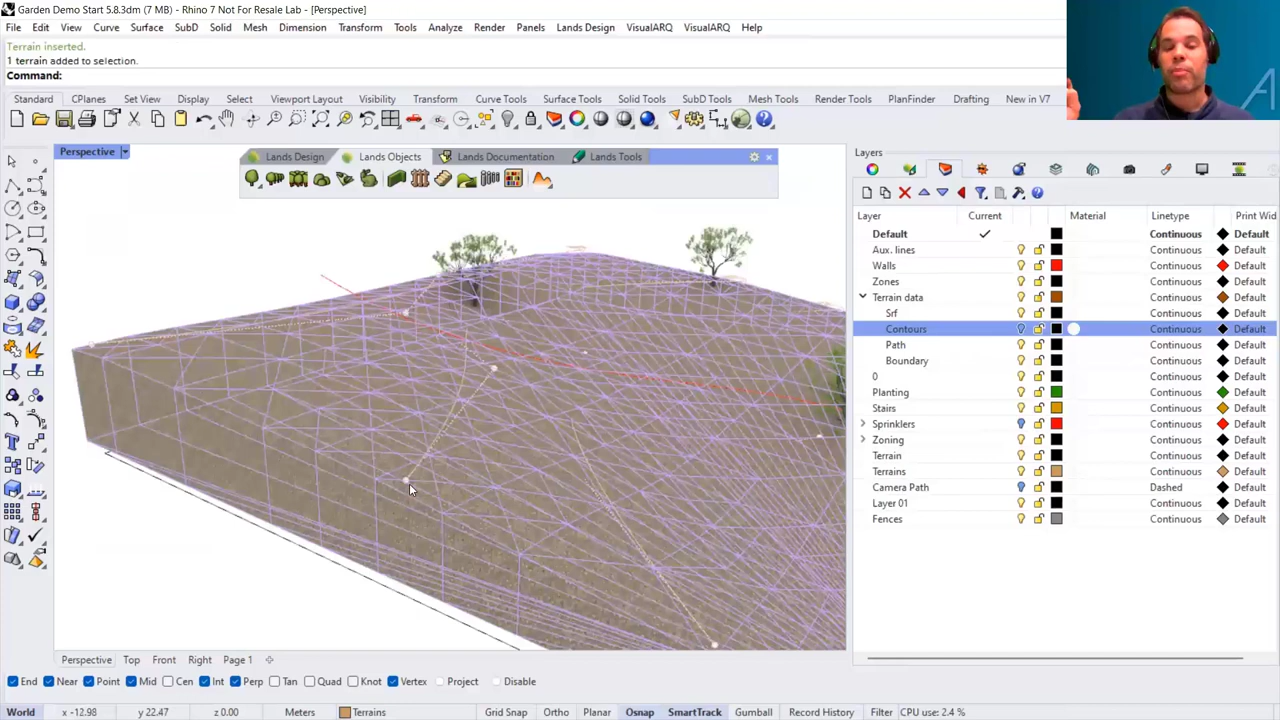 Garden Demo Start 5.8.3dm (7 MB) - Rhino 7 Not For Resale Lab - [Perspective]
File Edit View Curve Surface SubD Solid Mesh Dimension Transform Tools Analyze Render Panels Lands Design VisualARQ VisualARQ Help
Terrain inserted.
1 terrain added to selection.
Command:
Standard CPlanes Set View Display Select Viewport Layout Visibility Transform Curve Tools Surface Tools Solid Tools SubD Tools Mesh Tools Render Tools PlanFinder Drafting New in V7
Perspective
Lands Design Lands Objects Lands Documentation Lands Tools
Layers
Layer Current Material Linetype Print Wid
Default Continuous Default
Aux. lines Continuous Default
Walls Continuous Default
Zones Continuous Default
Terrain data Continuous Default
Srf Continuous Default
Contours Continuous Default
Path Continuous Default
Boundary Continuous Default
0 Continuous Default
Planting Continuous Default
Stairs Continuous Default
Sprinklers Continuous Default
Zoning Continuous Default
Terrain Continuous Default
Terrains Continuous Default
Camera Path Dashed Default
Layer 01 Continuous Default
Fences Continuous Default
Perspective Top Front Right Page 1
End Near Point Mid Cen Int Perp Tan Quad Knot Vertex Project Disable
World x -12.98 y 22.47 z 0.00 Meters Terrains Grid Snap Ortho Planar Osnap SmartTrack Gumball Record History Filter CPU use: 2.4 %